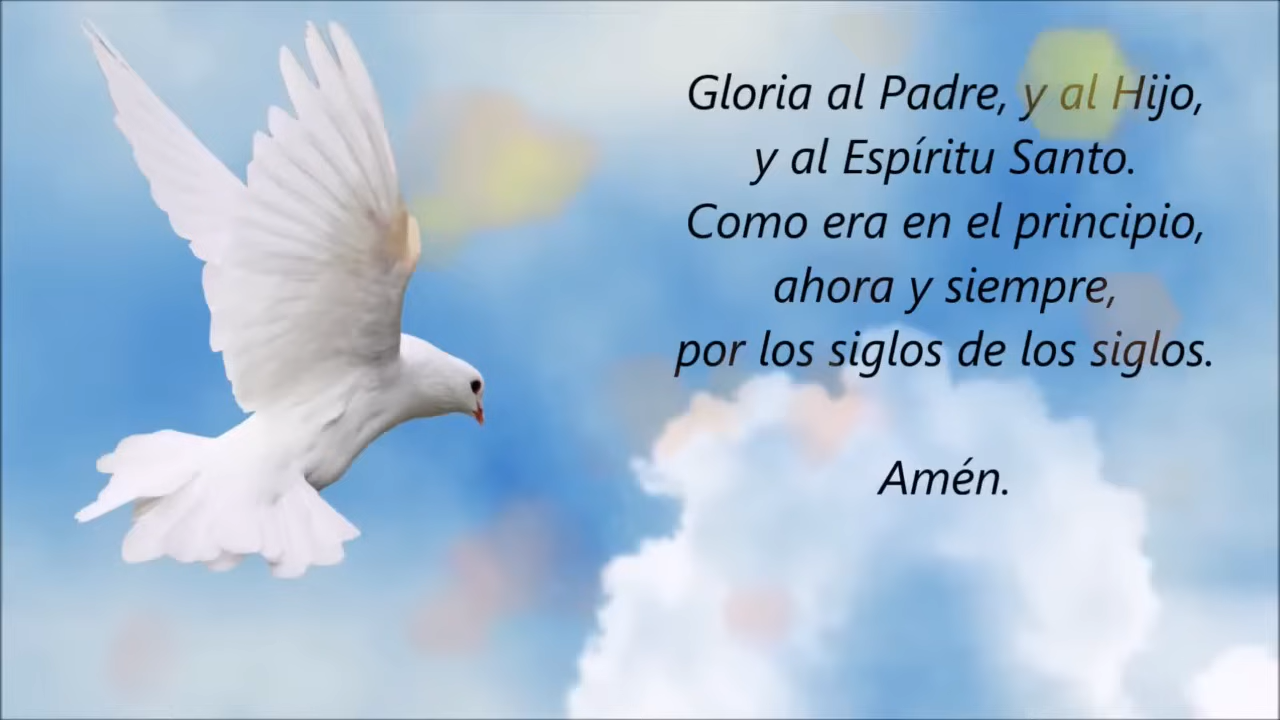 Gloria al Padre, y al Hijo,
y al Espíritu Santo.
Como era en el principio,
ahora y siempre,
por los siglos de los siglos.
Amén.